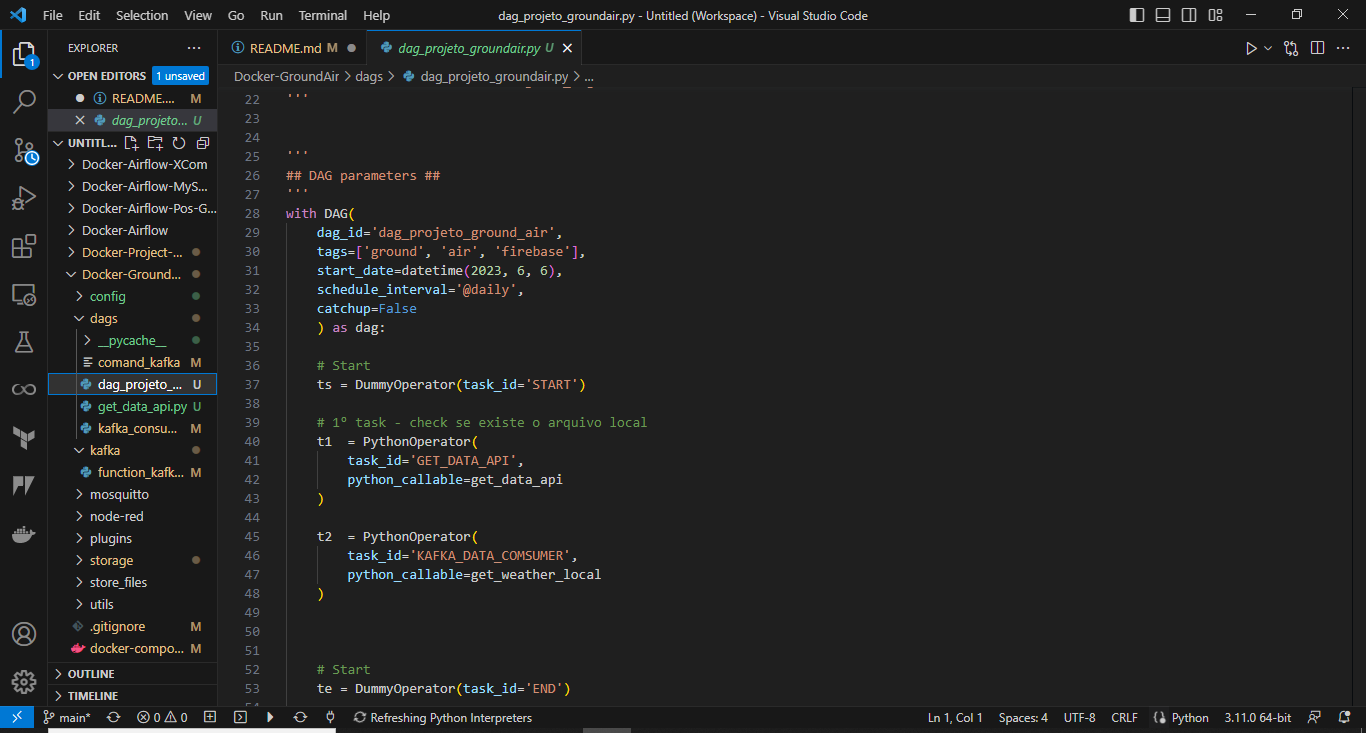 File Edit Selection View Go Run Terminal Help
dag_projeto_groundair.py - Untitled (Workspace) - Visual Studio Code
EXPLORER
README.md M
dag_projeto_groundair.py U
OPEN EDITORS 1 unsaved
README.... M
dag_projeto... U
UNTITL...
Docker-Airflow-XCom
Docker-Airflow-MyS...
Docker-Airflow-Pos-G...
Docker-Airflow
Docker-Project-...
Docker-Ground...
config
dags
__pycache__
comand_kafka M
dag_projeto_... U
get_data_api.py U
kafka_consu... M
kafka
function_kafk... M
mosquitto
node-red
plugins
storage
store_files
utils
.gitignore M
docker-compo... M
OUTLINE
TIMELINE
Docker-GroundAir > dags > dag_projeto_groundair.py > ...
22 '''
23
24
25 '''
26 ## DAG parameters ##
27 '''
28 with DAG(
29 dag_id='dag_projeto_ground_air',
30 tags=['ground', 'air', 'firebase'],
31 start_date=datetime(2023, 6, 6),
32 schedule_interval='@daily',
33 catchup=False
34 ) as dag:
35
36 # Start
37 ts = DummyOperator(task_id='START')
38
39 # 1º task - check se existe o arquivo local
40 t1  = PythonOperator(
41 task_id='GET_DATA_API',
42 python_callable=get_data_api
43 )
44
45 t2  = PythonOperator(
46 task_id='KAFKA_DATA_COMSUMER',
47 python_callable=get_weather_local
48 )
49
50
51
52 # Start
53 te = DummyOperator(task_id='END')
1
main* 0 0 Refreshing Python Interpreters Ln 1, Col 1 Spaces: 4 UTF-8 CRLF Python 3.11.0 64-bit